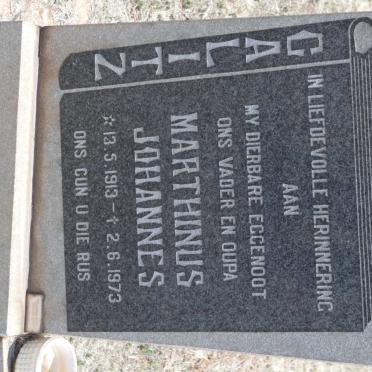 GALITZ
IN LIEFDEVOLLE HERINNERING
AAN
MY DIERBARE EGGENOOT
ONS VADER EN OUPA
MARTHINUS
JOHANNES
☆ 13.5.1913 – † 2.6.1973
ONS GUN U DIE RUS